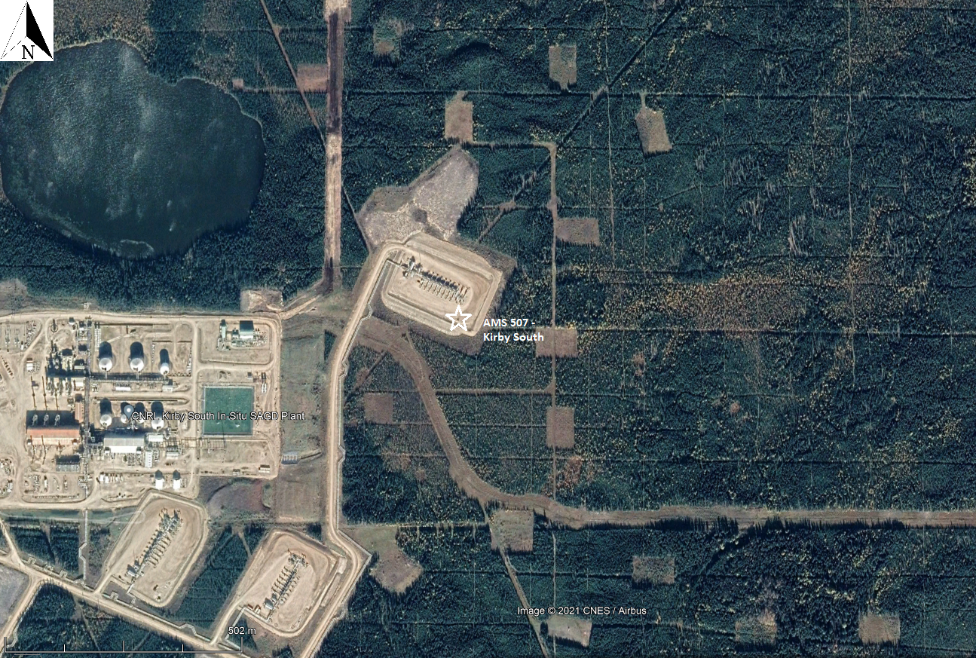 N
AMS 507 -
Kirby South
CNRL Kirby South In-Situ SAGD Plant
Image © 2021 CNES / Airbus
502 m